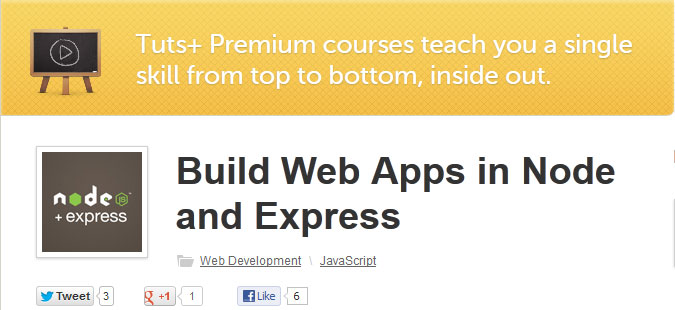 Tuts+ Premium courses teach you a single
skill from top to bottom, inside out.
node JS™
+ express
Build Web Apps in Node
and Express
Web Development \ JavaScript
Tweet 3 g +1 1 f Like 6